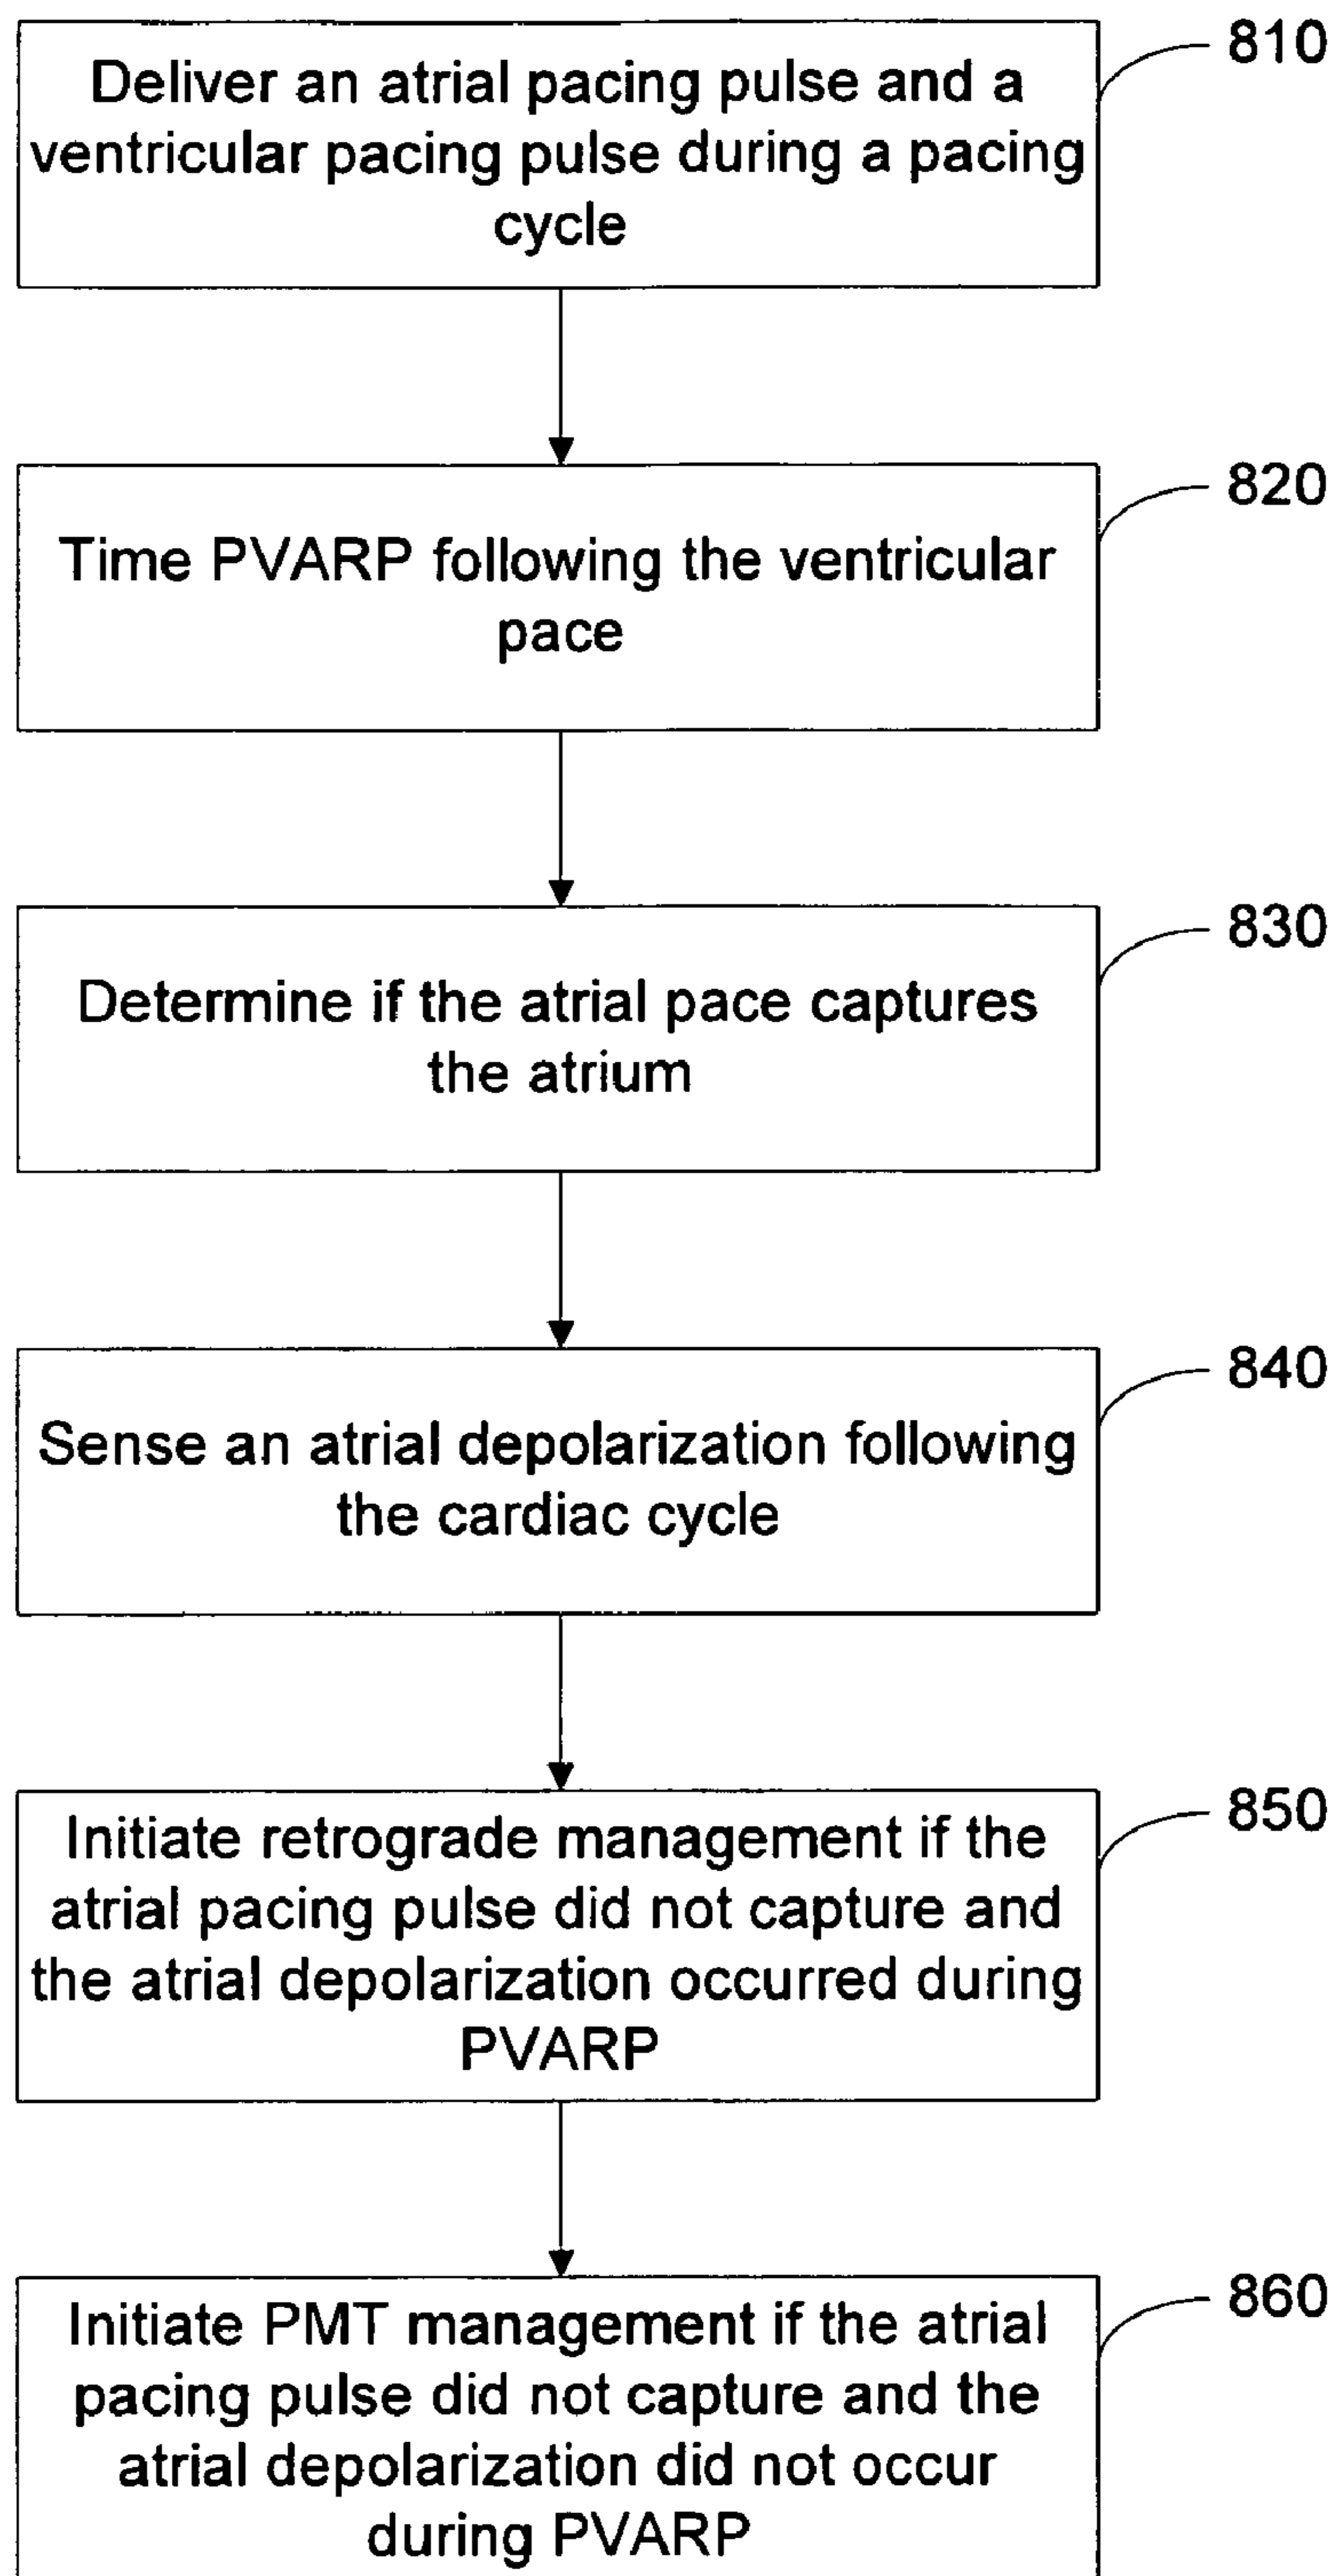 Deliver an atrial pacing pulse and a
ventricular pacing pulse during a pacing
cycle
810
Time PVARP following the ventricular
pace
820
Determine if the atrial pace captures
the atrium
830
Sense an atrial depolarization following
the cardiac cycle
840
Initiate retrograde management if the
atrial pacing pulse did not capture and
the atrial depolarization occurred during
PVARP
850
Initiate PMT management if the atrial
pacing pulse did not capture and the
atrial depolarization did not occur
during PVARP
860